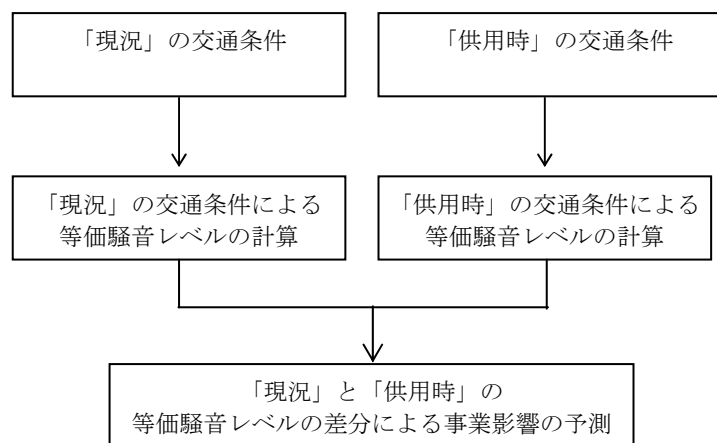 「現況」の交通条件
「供用時」の交通条件
「現況」の交通条件による
等価騒音レベルの計算
「供用時」の交通条件による
等価騒音レベルの計算
「現況」と「供用時」の
等価騒音レベルの差分による事業影響の予測